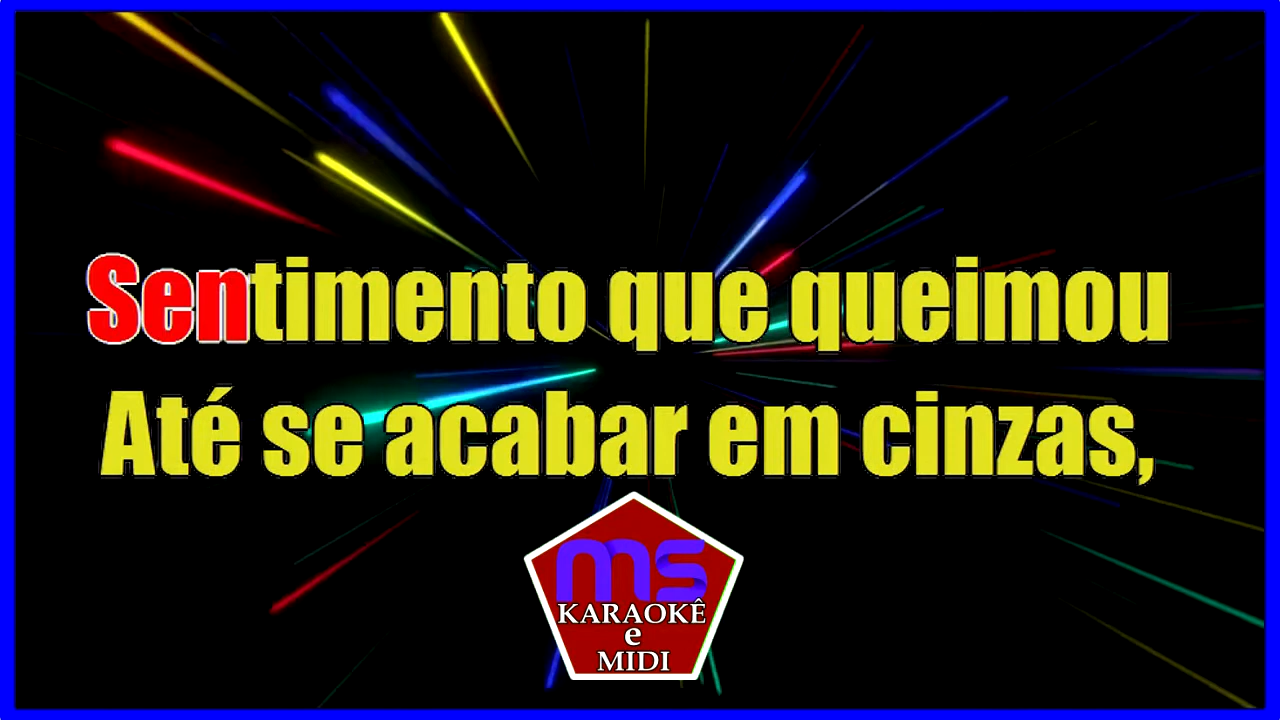 Sentimento que queimou
Até se acabar em cinzas,
ms
KARAOKÊ
e
MIDI